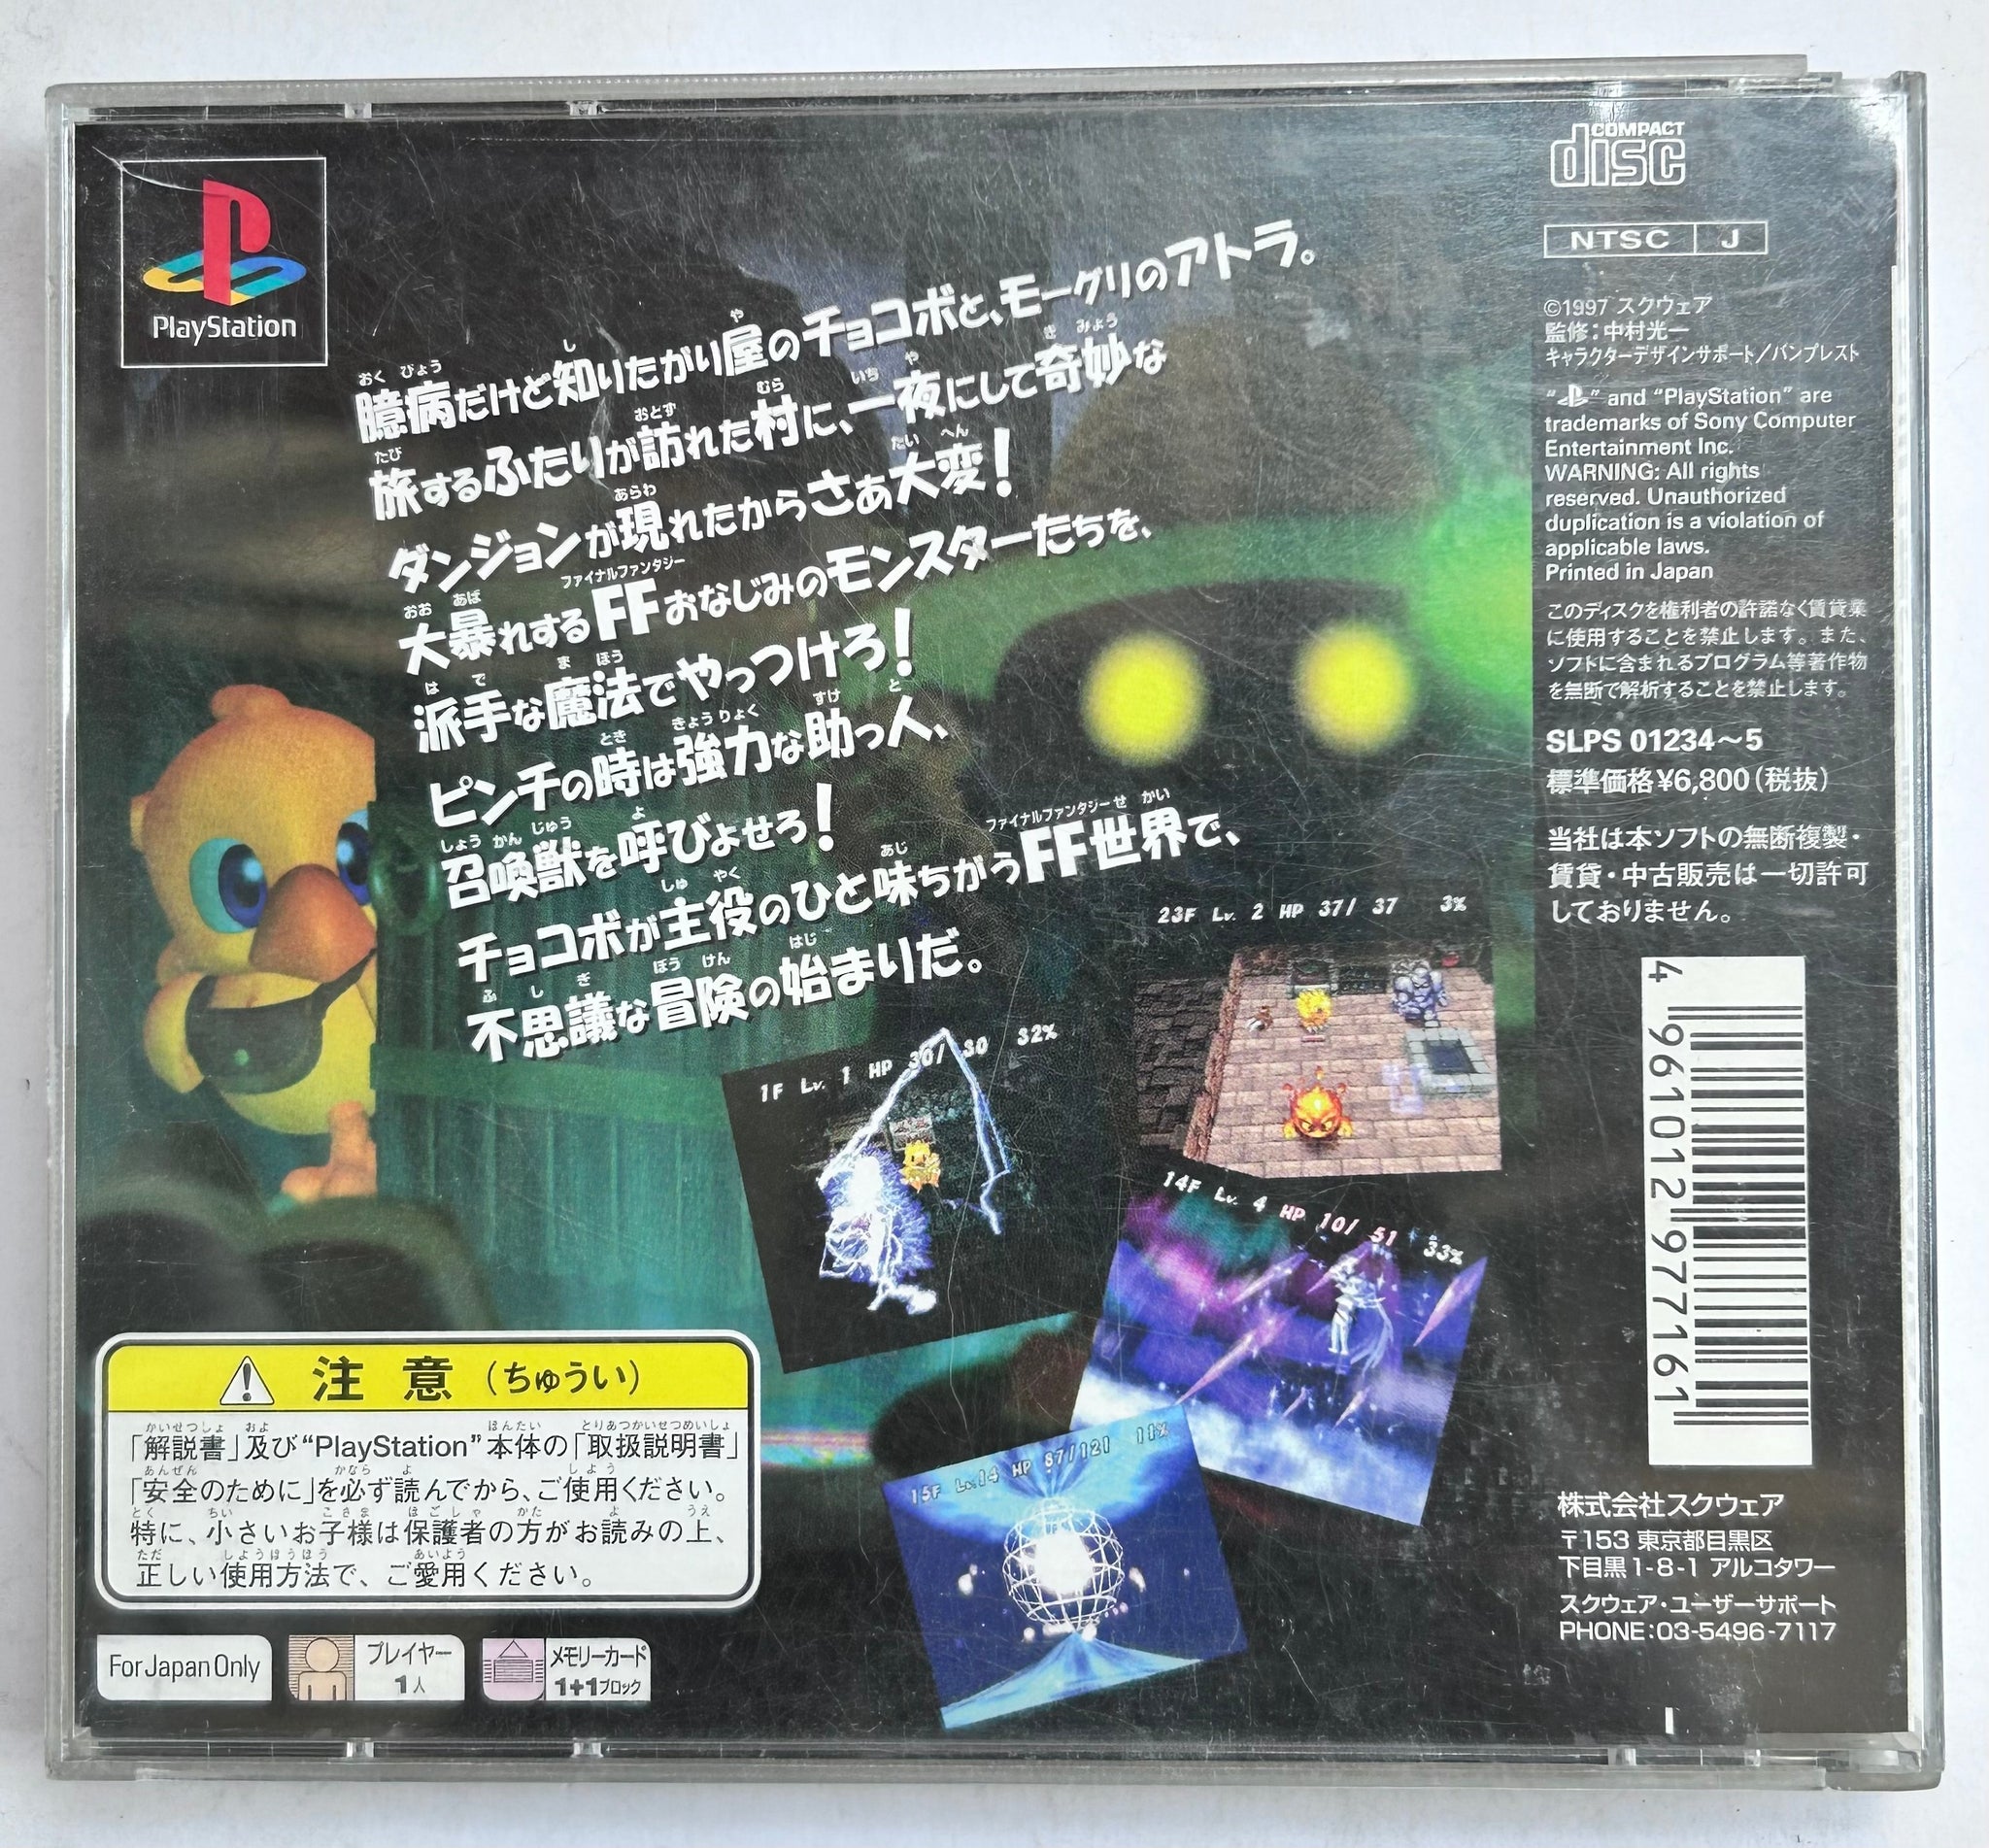 PlayStation
臆病だけど知りたがり屋のチョコボと、モーグリのアトラ。
旅するふたりが訪れた村に、一夜にして奇妙な
ダンジョンが現れたからさぁ大変!
大暴れするFFおなじみのモンスターたちを、
派手な魔法でやっつけろ!
ピンチの時は強力な助っ人、
召喚獣を呼びよせろ!
チョコボが主役のひと味ちがうFF世界で、
不思議な冒険の始まりだ。
23F Lv. 2 HP 37/ 37 3%
1F Lv. 1 HP 30/ 30 32%
14F Lv. 4 HP 10/ 51 33%
15F Lv.14 HP 87/121 11%
注意(ちゅうい)
「解説書」及び“PlayStation”本体の「取扱説明書」
「安全のために」を必ず読んでから、ご使用ください。
特に、小さいお子様は保護者の方がお読みの上、
正しい使用方法で、ご愛用ください。
For Japan Only
プレイヤー
1人
メモリーカード
1+1ブロック
COMPACT
disc
NTSC J
©1997 スクウェア
監修:中村光一
キャラクターデザインサポート/バンプレスト
“PS” and “PlayStation” are
trademarks of Sony Computer
Entertainment Inc.
WARNING: All rights
reserved. Unauthorized
duplication is a violation of
applicable laws.
Printed in Japan
このディスクを権利者の許諾なく賃貸業
に使用することを禁止します。また、
ソフトに含まれるプログラム等著作物
を無断で解析することを禁止します。
SLPS 01234〜5
標準価格¥6,800(税抜)
当社は本ソフトの無断複製・
賃貸・中古販売は一切許可
しておりません。
4 961012 977161
株式会社スクウェア
〒153 東京都目黒区
下目黒1-8-1 アルコタワー
スクウェア・ユーザーサポート
PHONE:03-5496-7117